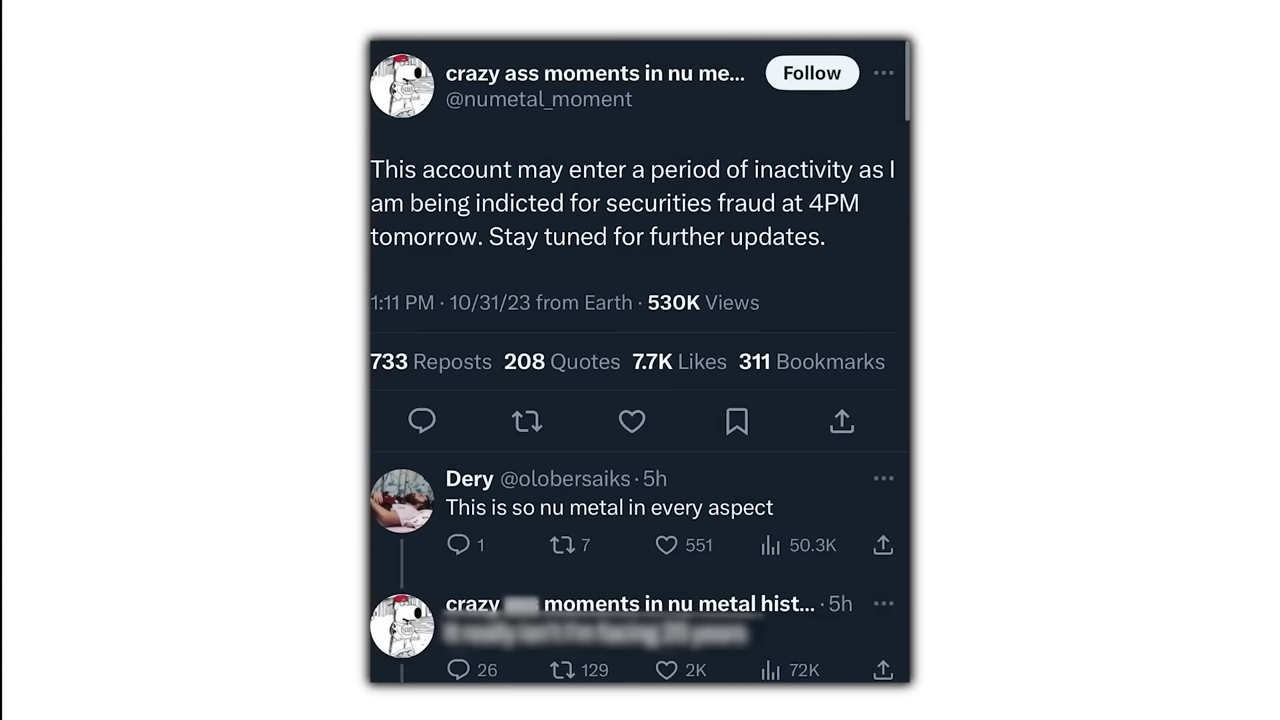 crazy ass moments in nu me...
Follow
@numetal_moment
This account may enter a period of inactivity as I
am being indicted for securities fraud at 4PM
tomorrow. Stay tuned for further updates.
1:11 PM · 10/31/23 from Earth · 530K Views
733 Reposts 208 Quotes 7.7K Likes 311 Bookmarks
Dery @olobersaiks · 5h
This is so nu metal in every aspect
1 7 551 50.3K
crazy moments in nu metal hist... · 5h
26 129 2K 72K